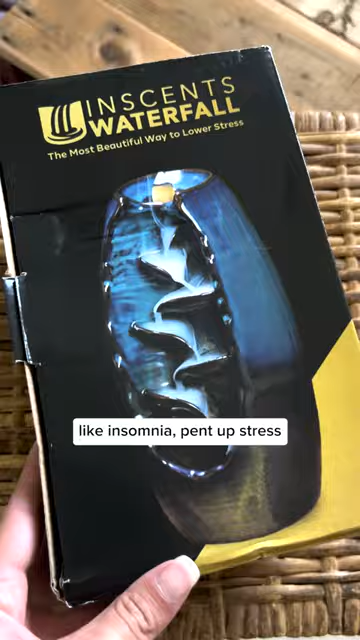 INSCENTS
WATERFALL
The Most Beautiful Way to Lower Stress
like insomnia, pent up stress